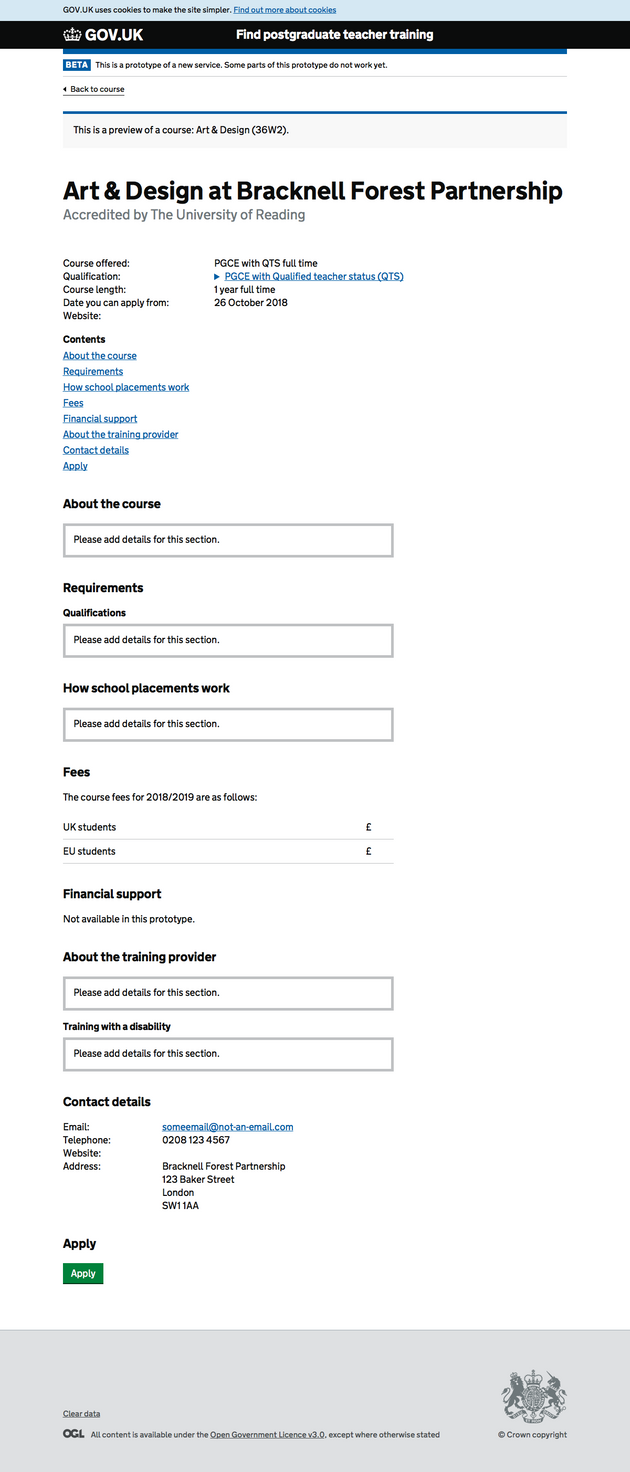 GOV.UK uses cookies to make the site simpler. Find out more about cookies
GOV.UK Find postgraduate teacher training
BETA This is a prototype of a new service. Some parts of this prototype do not work yet.
Back to course
This is a preview of a course: Art & Design (36W2).
Art & Design at Bracknell Forest Partnership
Accredited by The University of Reading
Course offered: PGCE with QTS full time
Qualification: PGCE with Qualified teacher status (QTS)
Course length: 1 year full time
Date you can apply from: 26 October 2018
Website:
Contents
About the course
Requirements
How school placements work
Fees
Financial support
About the training provider
Contact details
Apply
About the course
Please add details for this section.
Requirements
Qualifications
Please add details for this section.
How school placements work
Please add details for this section.
Fees
The course fees for 2018/2019 are as follows:
UK students £
EU students £
Financial support
Not available in this prototype.
About the training provider
Please add details for this section.
Training with a disability
Please add details for this section.
Contact details
Email: someemail@not-an-email.com
Telephone: 0208 123 4567
Website:
Address: Bracknell Forest Partnership
123 Baker Street
London
SW1 1AA
Apply
Apply
Clear data
OGL All content is available under the Open Government Licence v3.0, except where otherwise stated
© Crown copyright